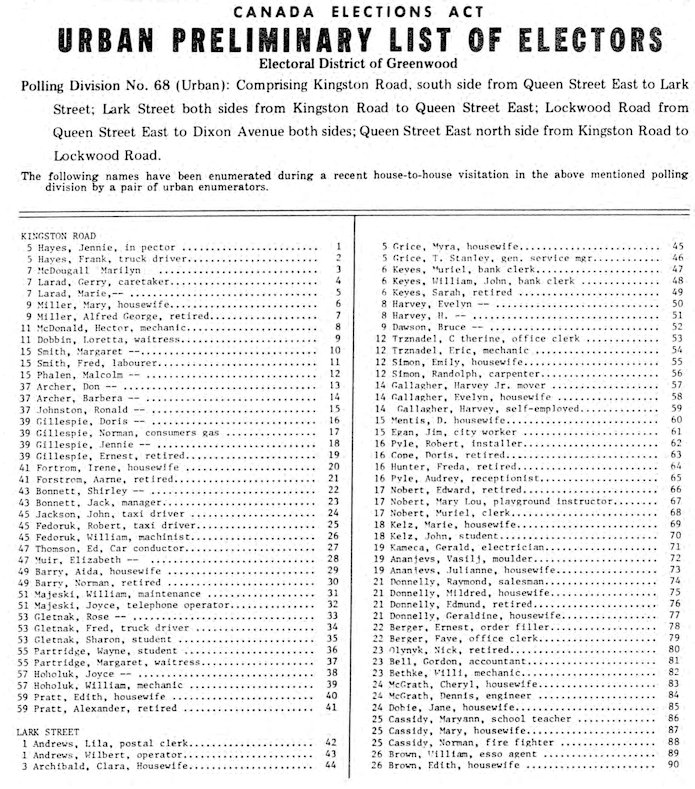 CANADA ELECTIONS ACT
URBAN PRELIMINARY LIST OF ELECTORS
Electoral District of Greenwood
Polling Division No. 68 (Urban): Comprising Kingston Road, south side from Queen Street East to Lark
Street; Lark Street both sides from Kingston Road to Queen Street East; Lockwood Road from
Queen Street East to Dixon Avenue both sides; Queen Street East north side from Kingston Road to
Lockwood Road.
The following names have been enumerated during a recent house-to-house visitation in the above mentioned polling
division by a pair of urban enumerators.
KINGSTON ROAD
5 Hayes, Jennie, in pector ..................... 1
5 Hayes, Frank, truck driver.................... 2
7 McDougall Marilyn ..................... 3
7 Larad, Gerry, caretaker....................... 4
7 Larad, Marie,-- ..................... 5
9 Miller, Mary, housewife....................... 6
9 Miller, Alfred George, retired................ 7
11 McDonald, Hector, mechanic................... 8
11 Dobbin, Loretta, waitress.................... 9
15 Smith, Margaret -- ..................... 10
15 Smith, Fred, labourer........................ 11
15 Phalen, Malcolm -- ..................... 12
37 Archer, Don -- ..................... 13
37 Archer, Barbera -- ..................... 14
37 Johnston, Ronald -- ..................... 15
39 Gillespie, Doris -- ..................... 16
39 Gillespie, Norman, consumers gas ............ 17
39 Gillespie, Jennie -- ..................... 18
39 Gillespie, Ernest, retired................... 19
41 Fortrom, Irene, housewife ................... 20
41 Forstrom, Aarne, retired..................... 21
43 Bonnett, Shirley -- ..................... 22
43 Bonnett, Jack, manager....................... 23
45 Jackson, John, taxi driver .................. 24
45 Fedoruk, Robert, taxi driver................. 25
45 Fedoruk, William, machinist.................. 26
47 Thomson, Ed, Car conductor................... 27
47 Muir, Elizabeth -- ..................... 28
49 Barry, Aida, housewife ..................... 29
49 Barry, Norman, retired ..................... 30
51 Majeski, William, maintenance ............... 31
51 Majeski, Joyce, telephone operator........... 32
53 Gletnak, Rose -- ..................... 33
53 Gletnak, Fred, truck driver ................. 34
53 Gletnak, Sharon, student .................... 35
55 Partridge, Wayne, student ................... 36
55 Partridge, Margaret, waitress................ 37
57 Hoholuk, Joyce -- ..................... 38
57 Hoholuk, William, mechanic .................. 39
59 Pratt, Edith, housewife ..................... 40
59 Pratt, Alexander, retired ................... 41
LARK STREET
1 Andrews, Lila, postal clerk................... 42
1 Andrews, Wilbert, operator.................... 43
3 Archibald, Clara, Housewife................... 44
5 Grice, Myra, housewife........................ 45
5 Grice, T. Stanley, gen. service mgr........... 46
6 Keyes, Muriel, bank clerk..................... 47
6 Keyes, William, John, bank clerk ............. 48
6 Keyes, Sarah, retired ..................... 49
8 Harvey, Evelyn -- ..................... 50
8 Harvey, H. -- ..................... 51
9 Dawson, Bruce -- ..................... 52
12 Trznadel, C therine, office clerk ........... 53
12 Trznadel, Eric, mechanic .................... 54
12 Simon, Emily, housewife...................... 55
12 Simon, Randolph, carpenter................... 56
14 Gallagher, Harvey Jr. mover ................. 57
14 Gallagher, Evelyn, housewife ................ 58
14 Gallagher, Harvey, self-employed............. 59
15 Mentis, D. housewife......................... 60
15 Egan, Jim, city worker ..................... 61
16 Pyle, Robert, installer...................... 62
16 Cope, Doris, retired......................... 63
16 Hunter, Freda, retired....................... 64
16 Pyle, Audrey, receptionist................... 65
17 Nobert, Edward, retired...................... 66
17 Nobert, Mary Lou, playground instructor...... 67
17 Nobert, Muriel, clerk........................ 68
18 Kelz, Marie, housewife....................... 69
18 Kelz, John, student ..................... 70
19 Kameca, Gerald, electrician.................. 71
19 Ananjevs, Vasilj, moulder.................... 72
19 Ananjevs, Julianne, housewife................ 73
21 Donnelly, Raymond, salesman.................. 74
21 Donnelly, Mildred, housewife................. 75
21 Donnelly, Edmund, retired.................... 76
21 Donnelly, Geraldine, housewife............... 77
22 Berger, Ernest, order filler................. 78
22 Berger, Faye, office clerk................... 79
23 Olynyk, Nick, retired........................ 80
23 Bell, Gordon, accountant..................... 81
23 Bethke, Willi, mechanic...................... 82
24 McGrath, Cheryl, housewife................... 83
24 McGrath, Dennis, engineer ................... 84
24 Dobie, Jane, housewife....................... 85
25 Cassidy, Maryann, school teacher ............ 86
25 Cassidy, Mary, housewife..................... 87
25 Cassidy, Norman, fire fighter ............... 88
26 Brown, William, esso agent .................. 89
26 Brown, Edith, housewife ..................... 90